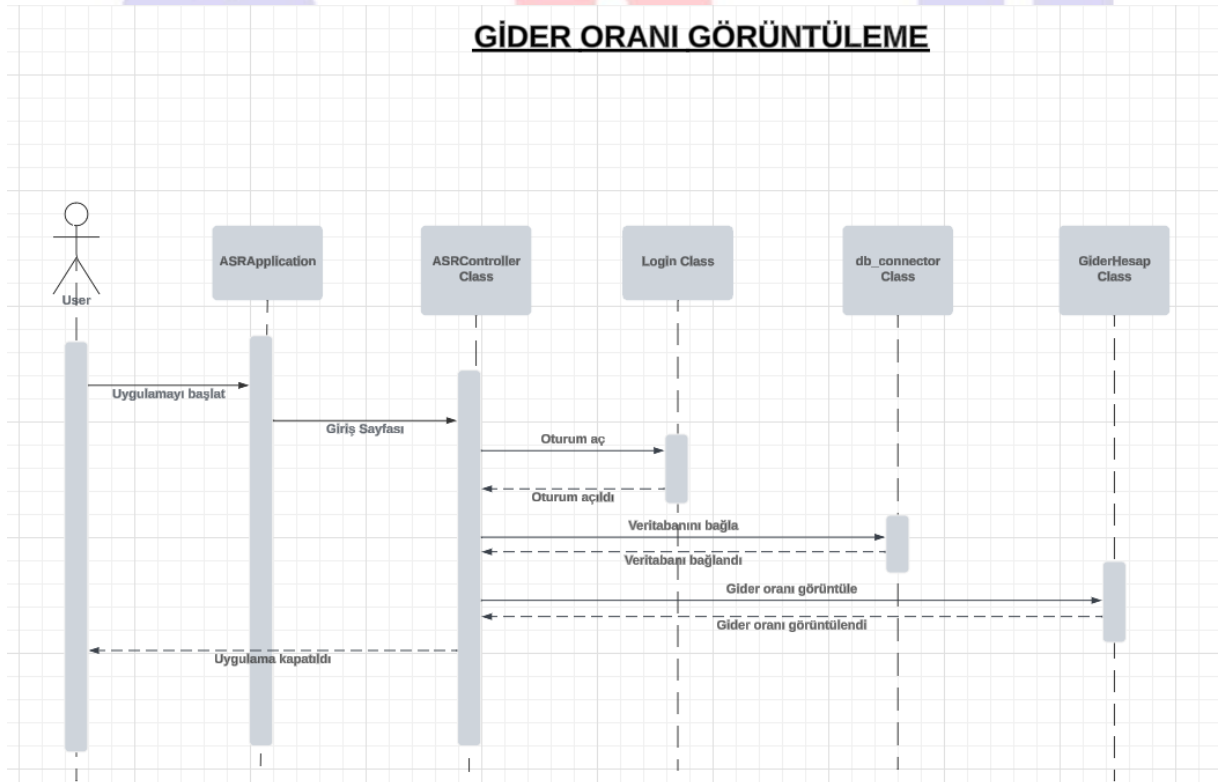 GİDER ORANI GÖRÜNTÜLEME
User
ASRApplication
ASRController
Class
Login Class
db_connector
Class
GiderHesap
Class
Uygulamayı başlat
Giriş Sayfası
Oturum aç
Oturum açıldı
Veritabanını bağla
Veritabanı bağlandı
Gider oranı görüntüle
Gider oranı görüntülendi
Uygulama kapatıldı